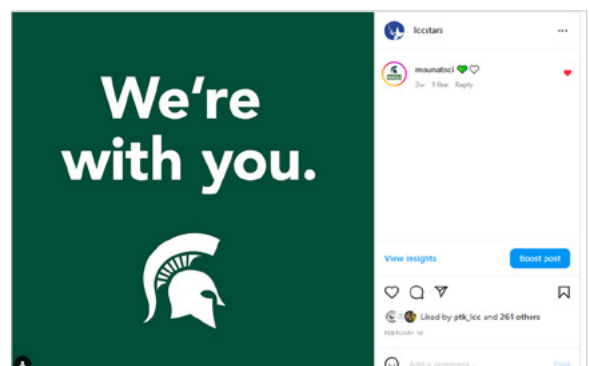 We're
with you.
lccstars
msunatsci 💚🤍
2w 1 like Reply
View insights
Boost post
Liked by ptk_lcc and 261 others
FEBRUARY 16
Add a comment...
Post